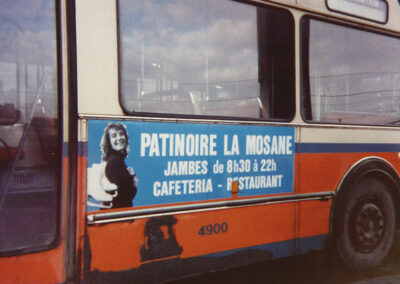 PATINOIRE LA MOSANE
JAMBES de 8h30 à 22h
CAFETERIA - RESTAURANT
4900